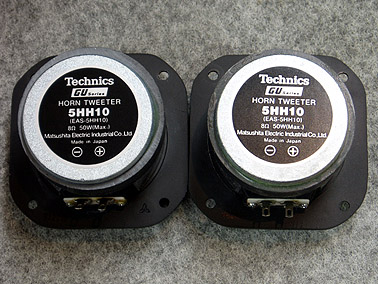 Technics
GU Series
HORN TWEETER
5HH10
(EAS-5HH10)
8Ω 50W(Max.)
Matsushita Electric Industrial Co.,Ltd.
Made in Japan
⊖ ⊕
Technics
GU Series
HORN TWEETER
5HH10
(EAS-5HH10)
8Ω 50W(Max.)
Matsushita Electric Industrial Co.,Ltd.
Made in Japan
⊖ ⊕